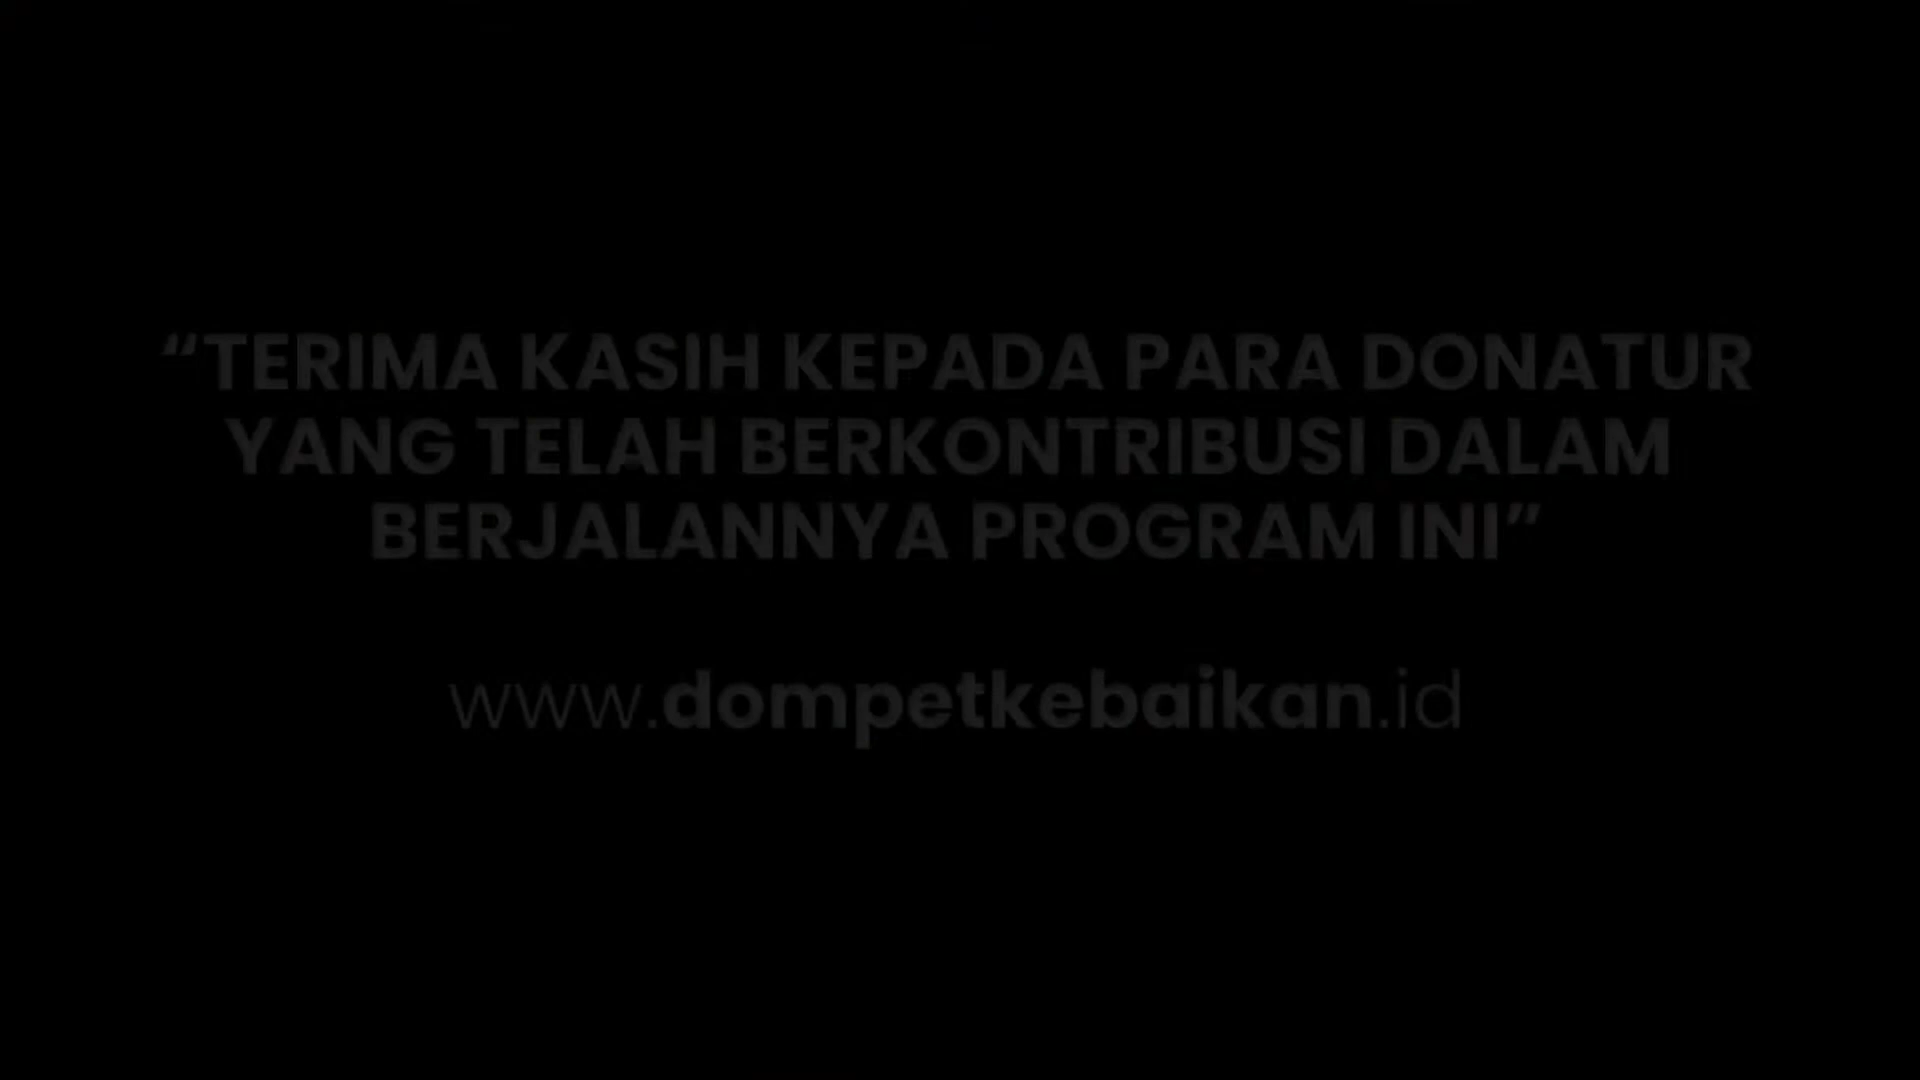 “TERIMA KASIH KEPADA PARA DONATUR
YANG TELAH BERKONTRIBUSI DALAM
BERJALANNYA PROGRAM INI”
www.dompetkebaikan.id